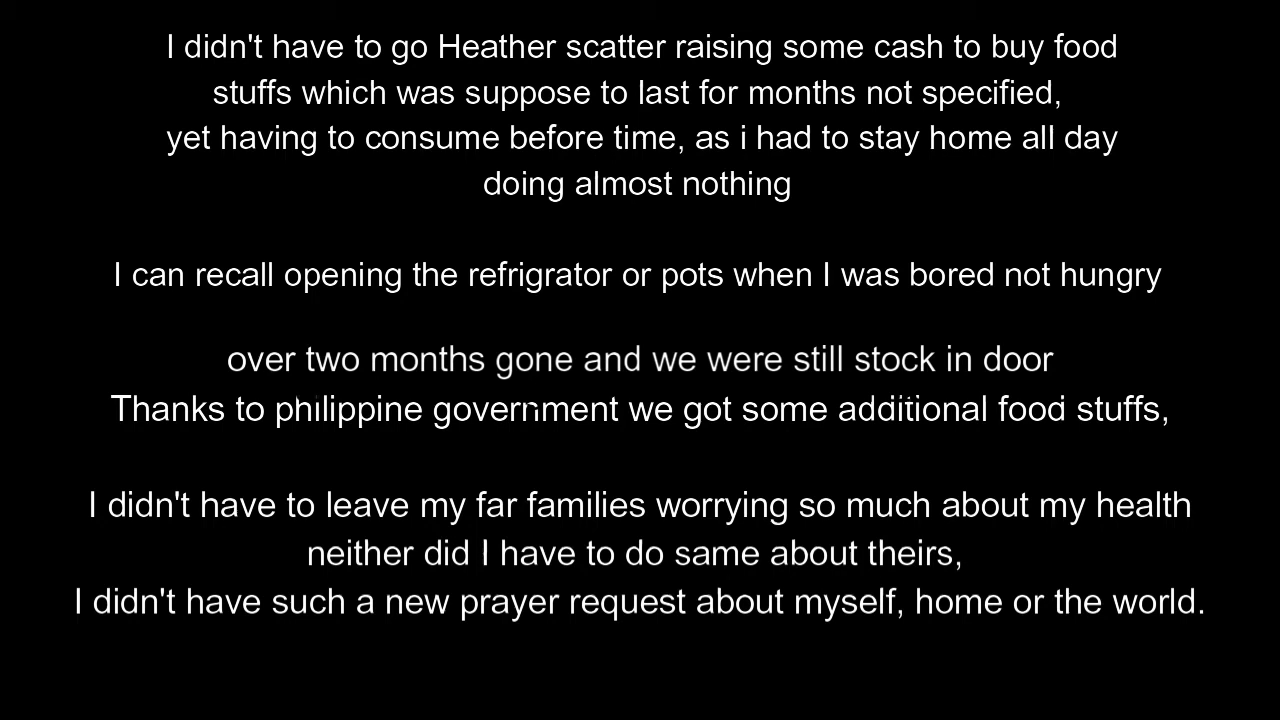 I didn't have to go Heather scatter raising some cash to buy food
stuffs which was suppose to last for months not specified,
yet having to consume before time, as i had to stay home all day
doing almost nothing
I can recall opening the refrigrator or pots when I was bored not hungry
over two months gone and we were still stock in door
Thanks to philippine government we got some additional food stuffs,
I didn't have to leave my far families worrying so much about my health
neither did I have to do same about theirs,
I didn't have such a new prayer request about myself, home or the world.